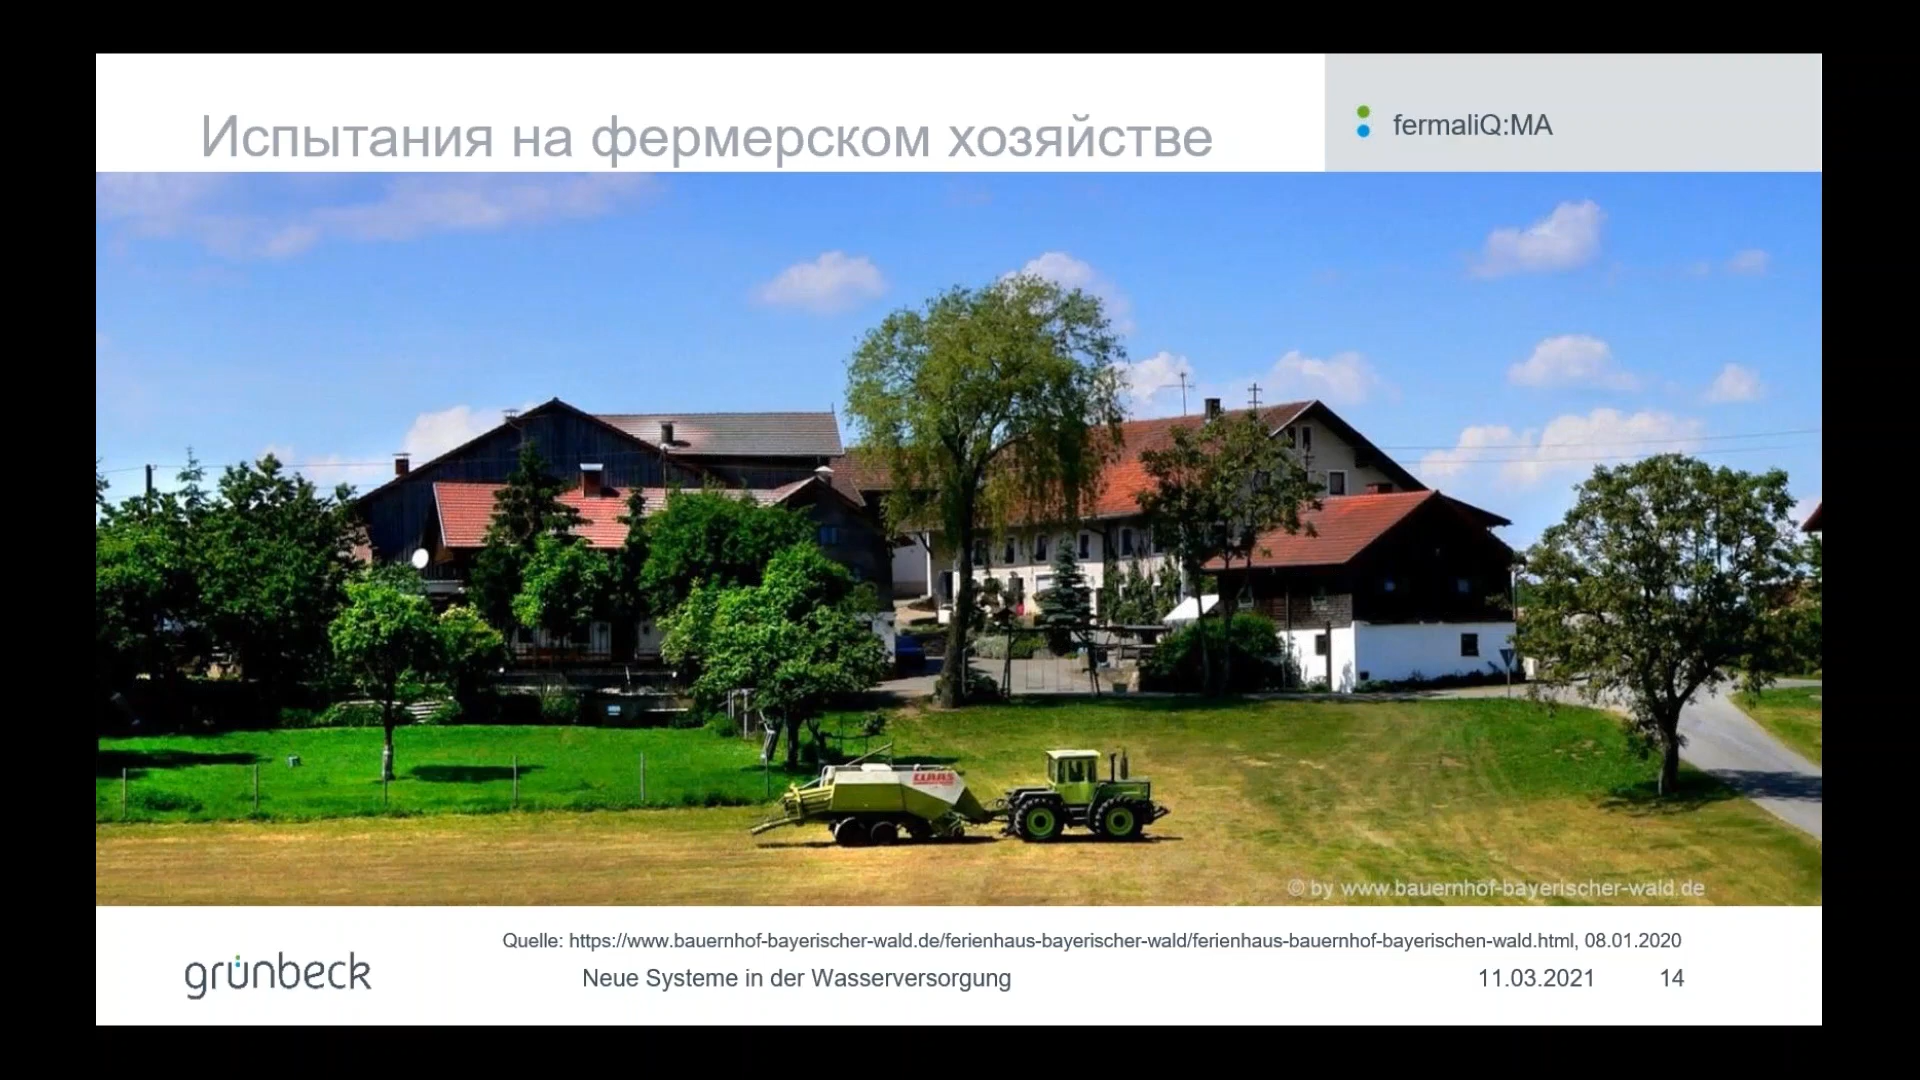 Испытания на фермерском хозяйстве
fermaliQ:MA
CLAAS
© by www.bauernhof-bayerischer-wald.de
Quelle: https://www.bauernhof-bayerischer-wald.de/ferienhaus-bayerischer-wald/ferienhaus-bauernhof-bayerischen-wald.html, 08.01.2020
grünbeck
Neue Systeme in der Wasserversorgung
11.03.2021
14